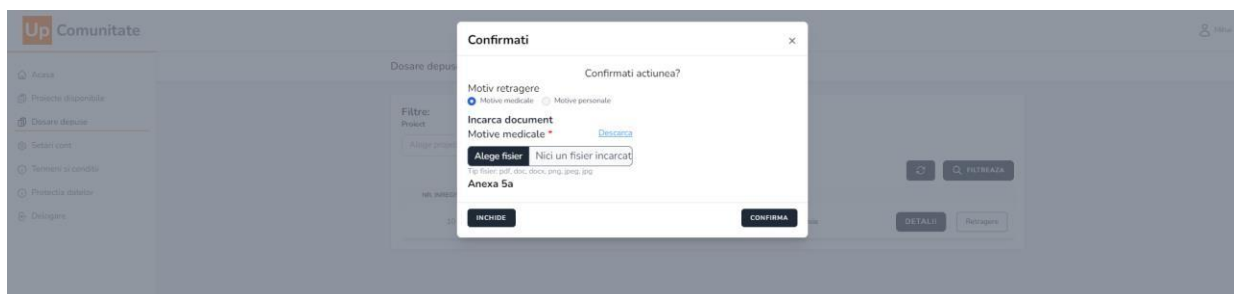 Up Comunitate
Acasa
Proiecte disponibile
Dosare depuse
Setari cont
Termeni si conditii
Protectia datelor
Delogare
Dosare depuse
Filtre:
Proiect
Alege proiect
FILTREAZA
DETALII
Retragere
Confirmati
×
Confirmati actiunea?
Motiv retragere
Motive medicale Motive personale
Incarca document
Motive medicale * Descarca
Alege fisier Nici un fisier incarcat
Tip fisier: pdf, doc, docx, png, jpeg, jpg
Anexa 5a
INCHIDE CONFIRMA